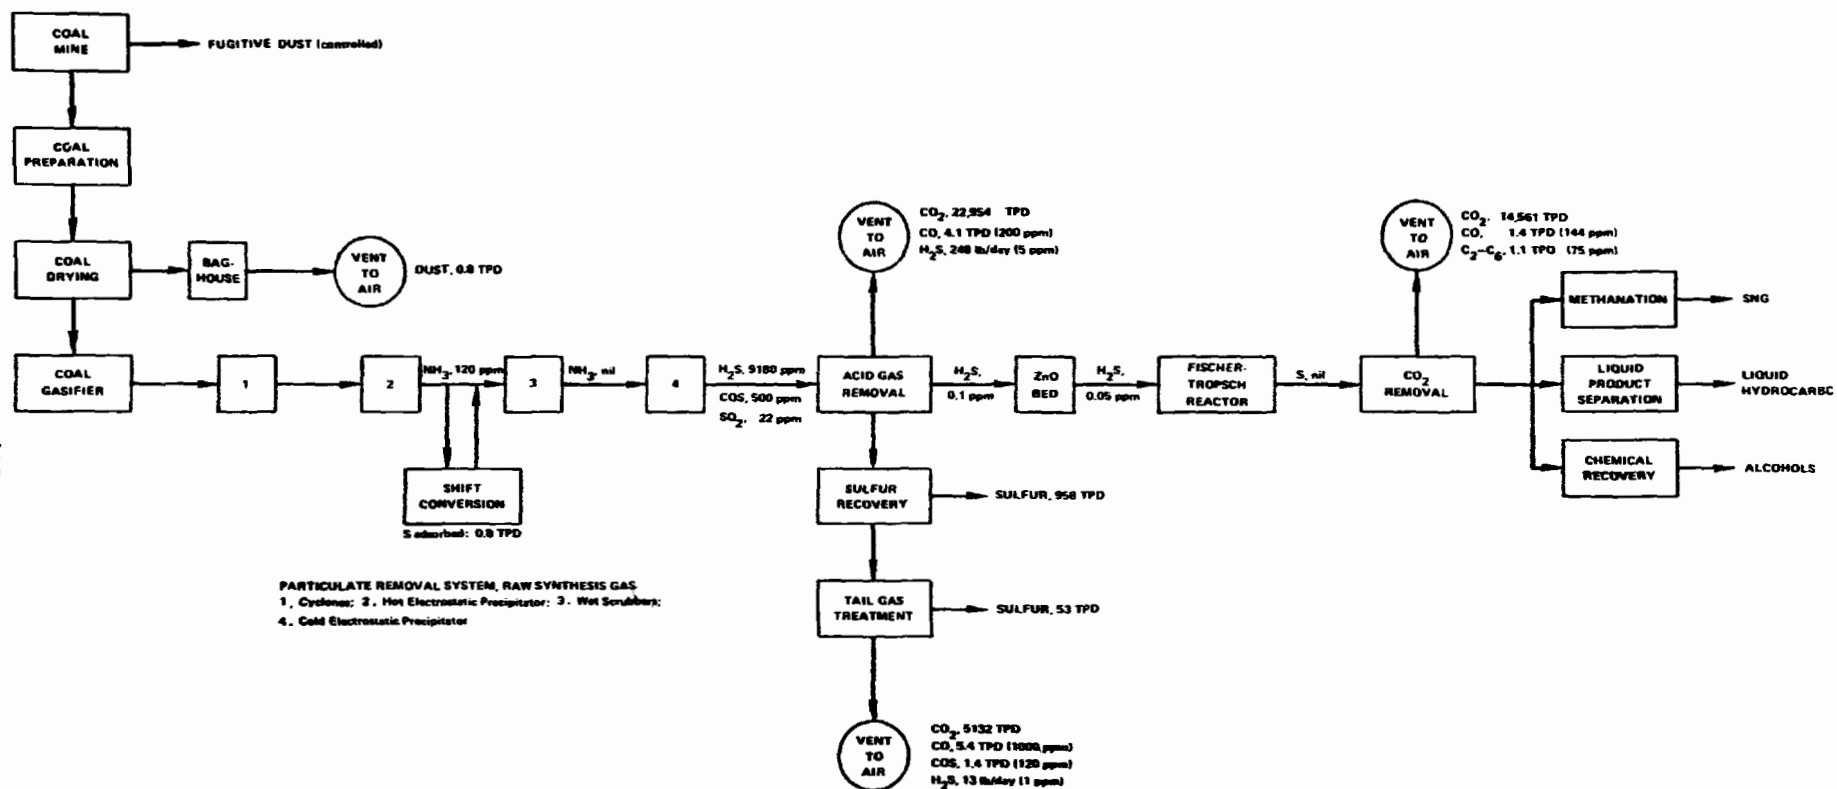 COAL
MINE
FUGITIVE DUST (controlled)
COAL
PREPARATION
COAL
DRYING
BAG-
HOUSE
VENT
TO
AIR
DUST, 0.8 TPD
VENT
TO
AIR
CO2, 22,954 TPD
CO, 4.1 TPD (200 ppm)
H2S, 248 lb/day (5 ppm)
VENT
TO
AIR
CO2, 14,561 TPD
CO, 1.4 TPD (144 ppm)
C2-C6, 1.1 TPD (75 ppm)
METHANATION
SNG
COAL
GASIFIER
1
2
NH3, 120 ppm
3
NH3, nil
4
H2S, 9180 ppm
COS, 500 ppm
SO2, 22 ppm
ACID GAS
REMOVAL
H2S,
0.1 ppm
ZnO
BED
H2S,
0.05 ppm
FISCHER-
TROPSCH
REACTOR
S, nil
CO2
REMOVAL
LIQUID
PRODUCT
SEPARATION
LIQUID
HYDROCARBC
CHEMICAL
RECOVERY
ALCOHOLS
SHIFT
CONVERSION
S adsorbed: 0.8 TPD
SULFUR
RECOVERY
SULFUR, 958 TPD
PARTICULATE REMOVAL SYSTEM, RAW SYNTHESIS GAS
1, Cyclones; 2. Hot Electrostatic Precipitator; 3. Wet Scrubbers;
4. Cold Electrostatic Precipitator
TAIL GAS
TREATMENT
SULFUR, 53 TPD
VENT
TO
AIR
CO2, 5132 TPD
CO, 5.4 TPD (1000 ppm)
COS, 1.4 TPD (120 ppm)
H2S, 13 lb/day (1 ppm)